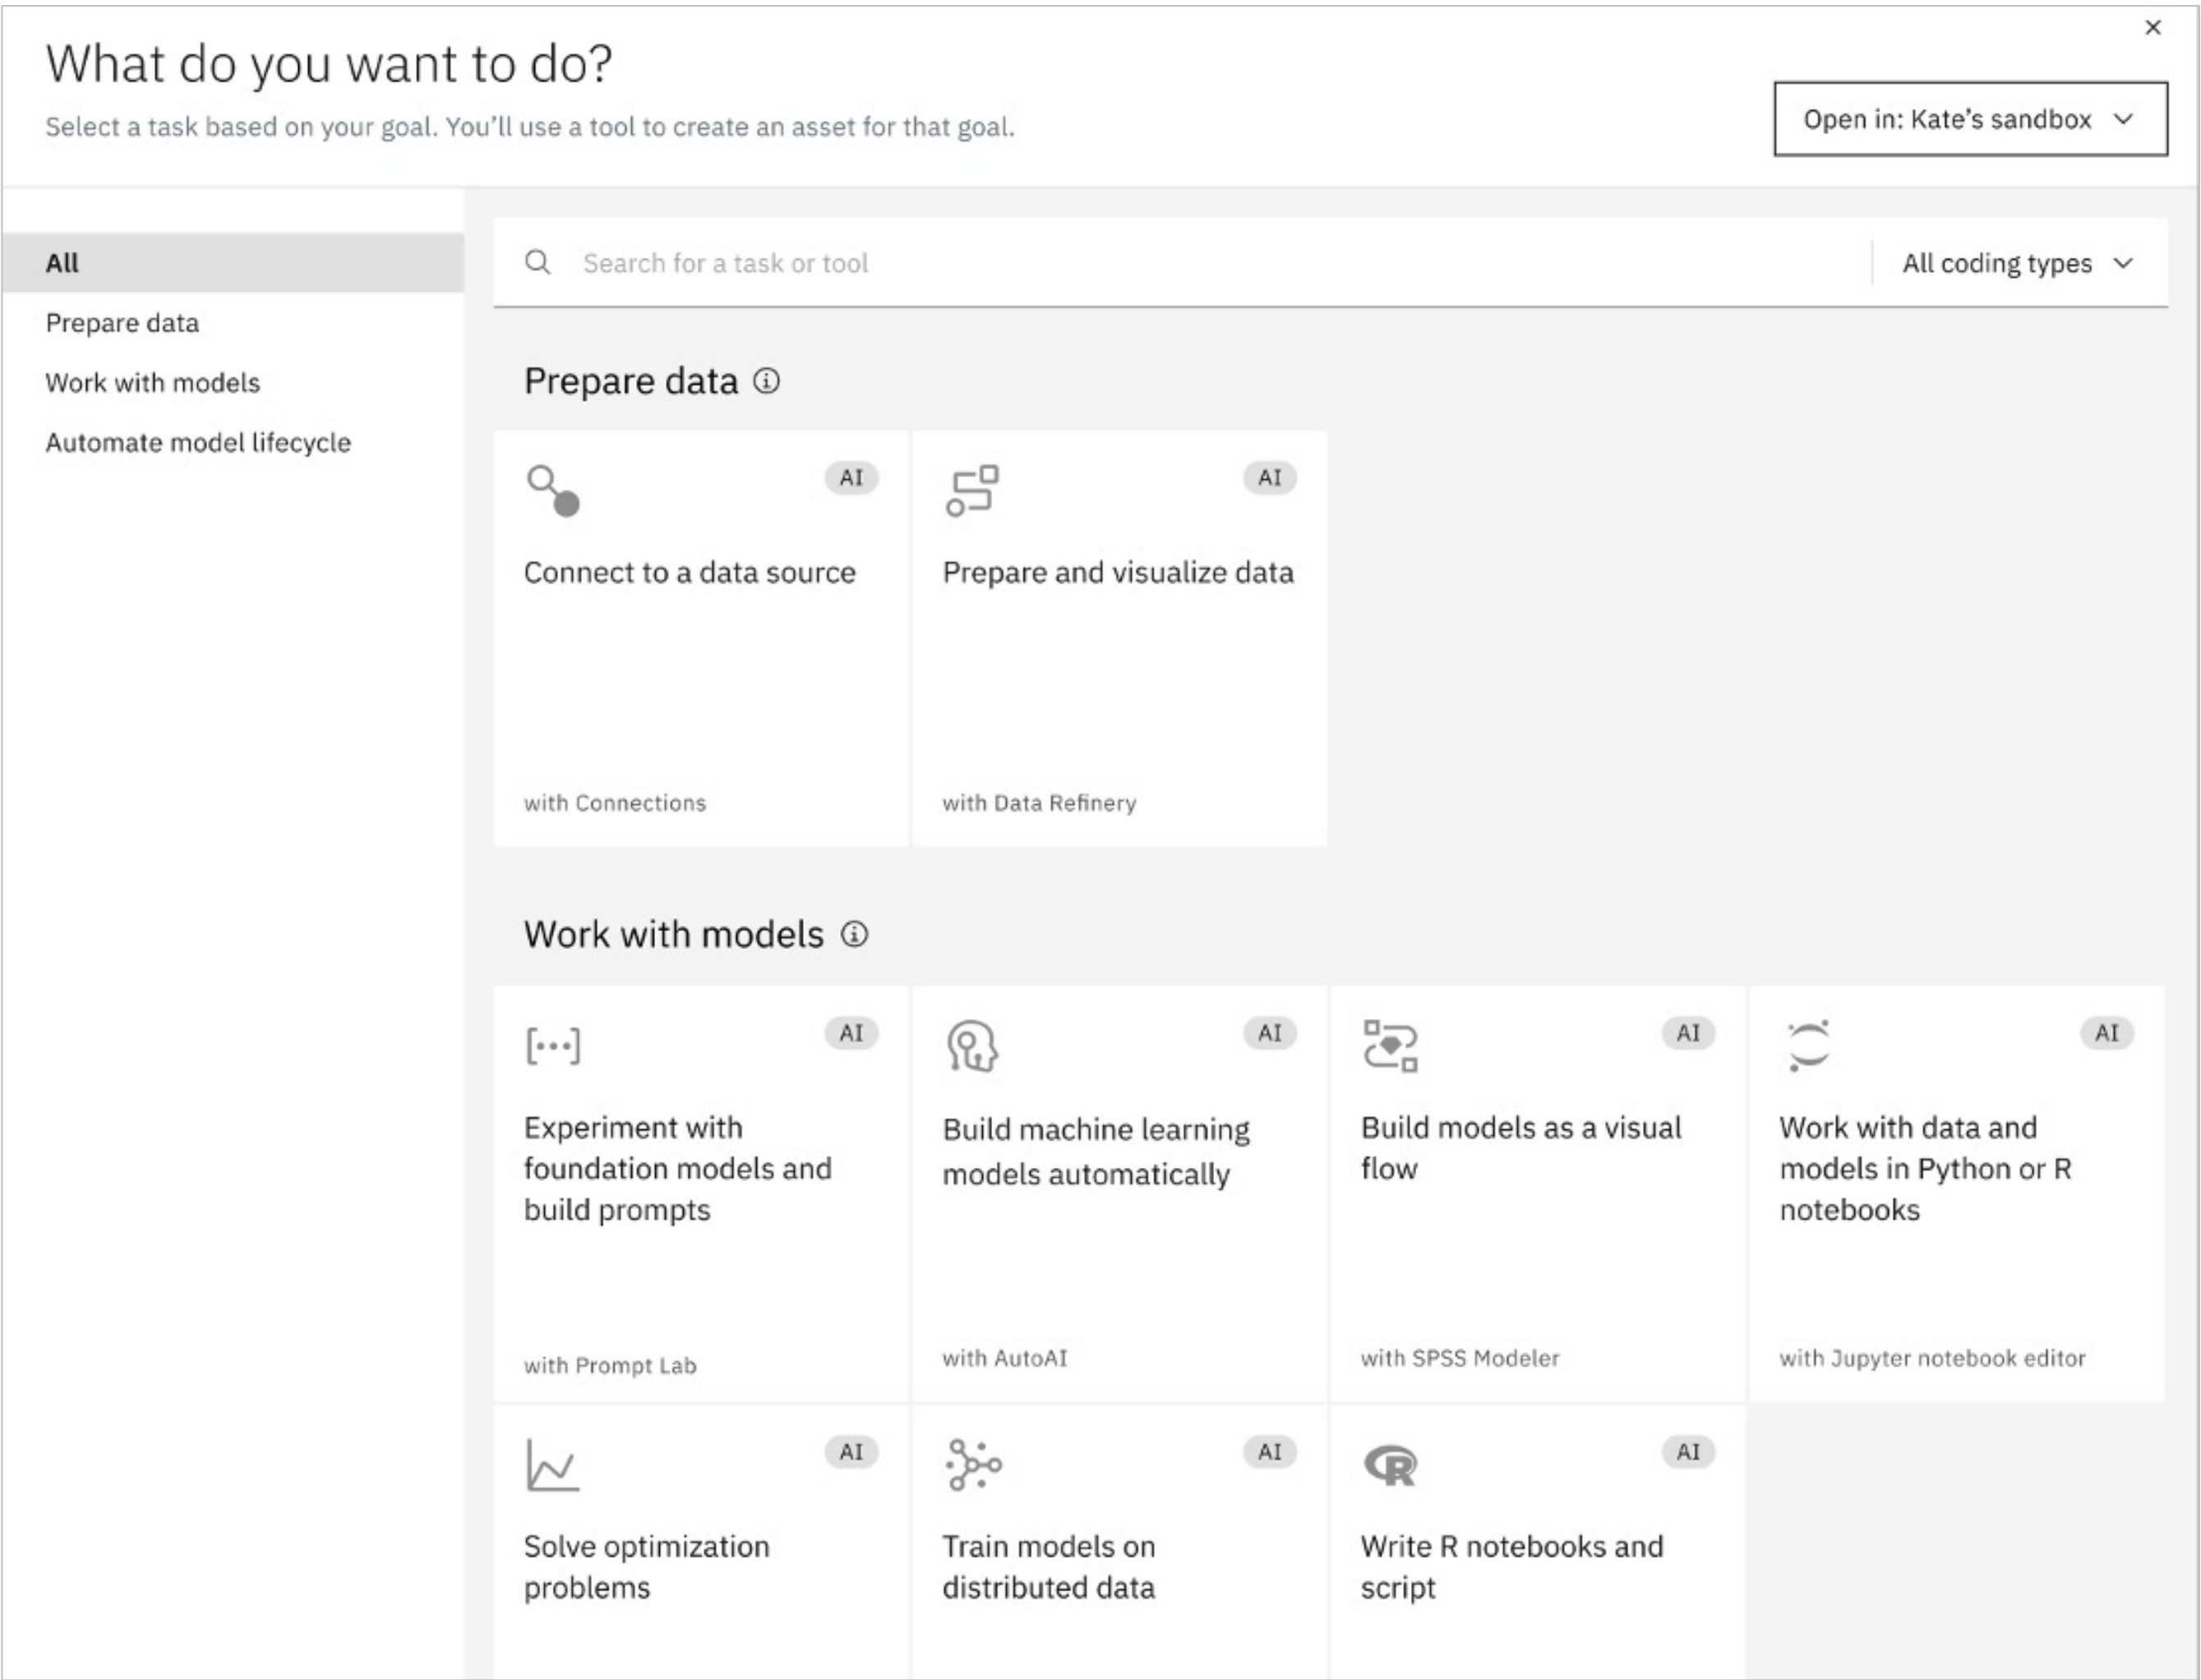 What do you want to do?
Select a task based on your goal. You’ll use a tool to create an asset for that goal.
Open in: Kate’s sandbox
All
Prepare data
Work with models
Automate model lifecycle
Search for a task or tool
All coding types
Prepare data
AI
Connect to a data source
with Connections
AI
Prepare and visualize data
with Data Refinery
Work with models
AI
Experiment with
foundation models and
build prompts
with Prompt Lab
AI
Build machine learning
models automatically
with AutoAI
AI
Build models as a visual
flow
with SPSS Modeler
AI
Work with data and
models in Python or R
notebooks
with Jupyter notebook editor
AI
Solve optimization
problems
AI
Train models on
distributed data
R
AI
Write R notebooks and
script